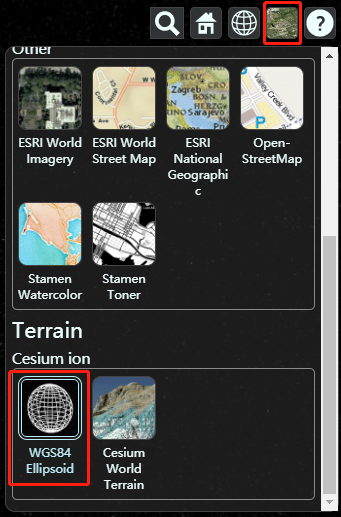 ?
Other
ESRI World
Imagery
ESRI World
Street Map
ESRI
National
Geographi
c
Open-
StreetMap
Stamen
Watercolor
Stamen
Toner
Terrain
Cesium ion
WGS84
Ellipsoid
Cesium
World
Terrain